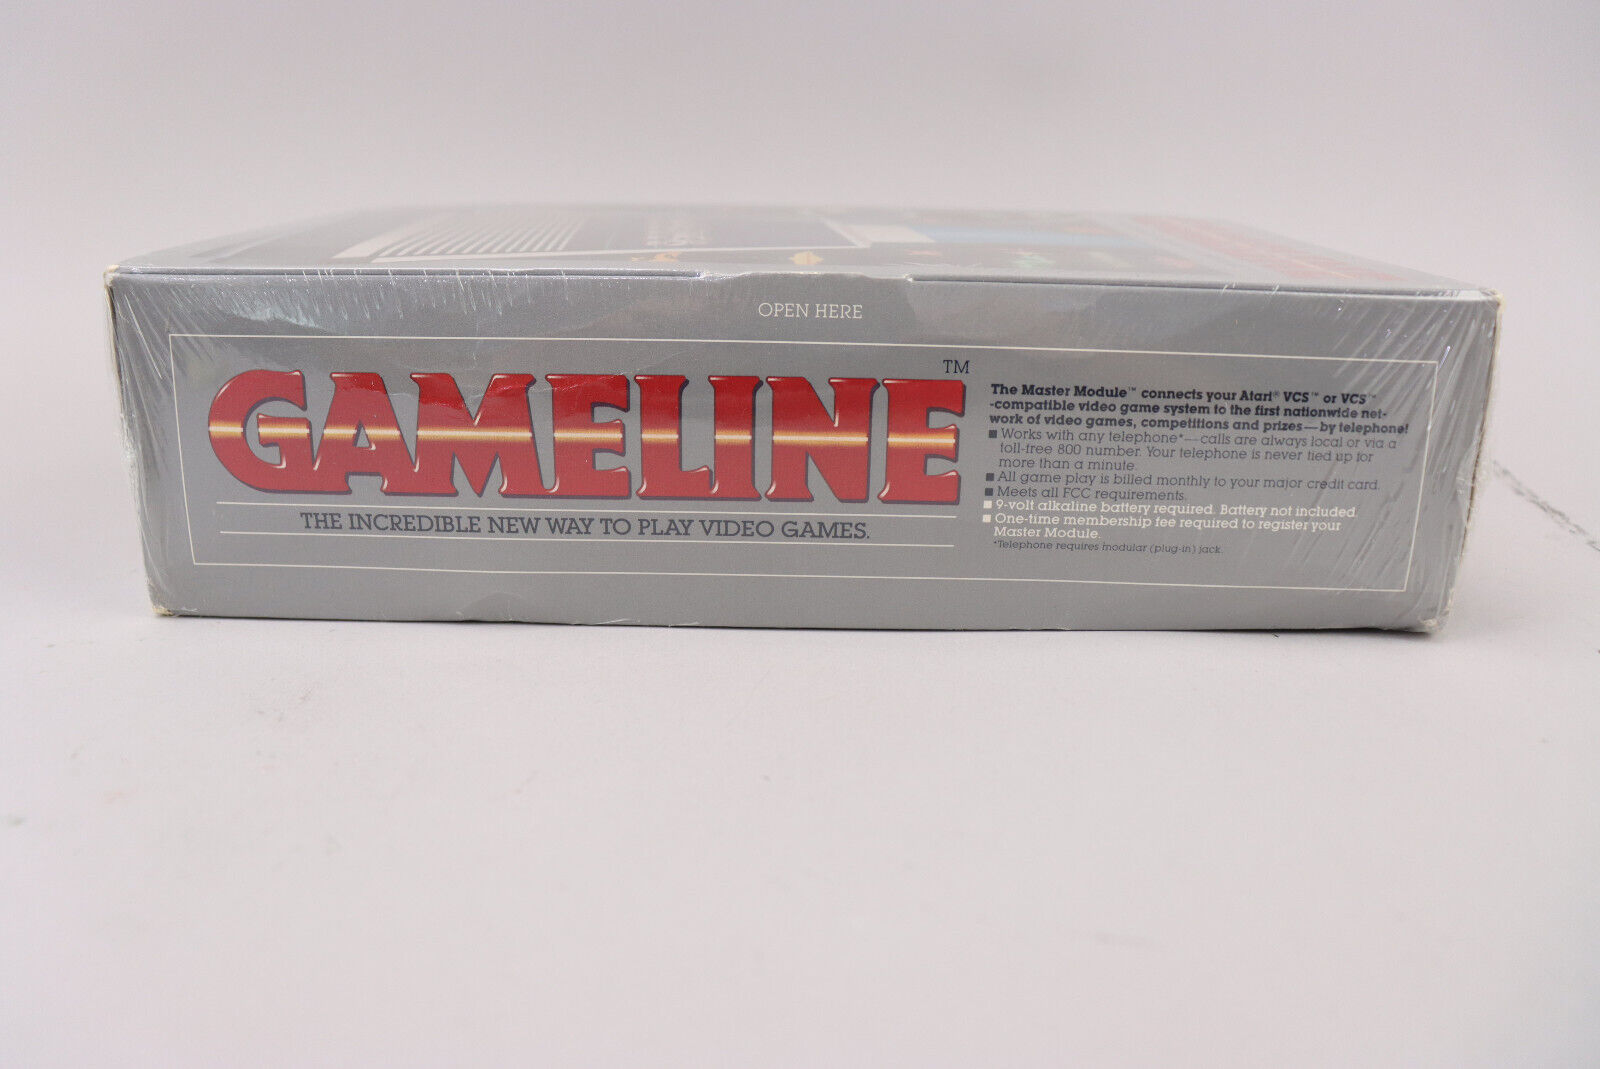 OPEN HERE
GAMELINE™
THE INCREDIBLE NEW WAY TO PLAY VIDEO GAMES.
The Master Module™ connects your Atari® VCS™ or VCS™
-compatible video game system to the first nationwide net-
work of video games, competitions and prizes—by telephone!
■ Works with any telephone*—calls are always local or via a
toll-free 800 number. Your telephone is never tied up for
more than a minute.
■ All game play is billed monthly to your major credit card.
■ Meets all FCC requirements.
■ 9-volt alkaline battery required. Battery not included.
■ One-time membership fee required to register your
Master Module.
*Telephone requires modular (plug-in) jack.